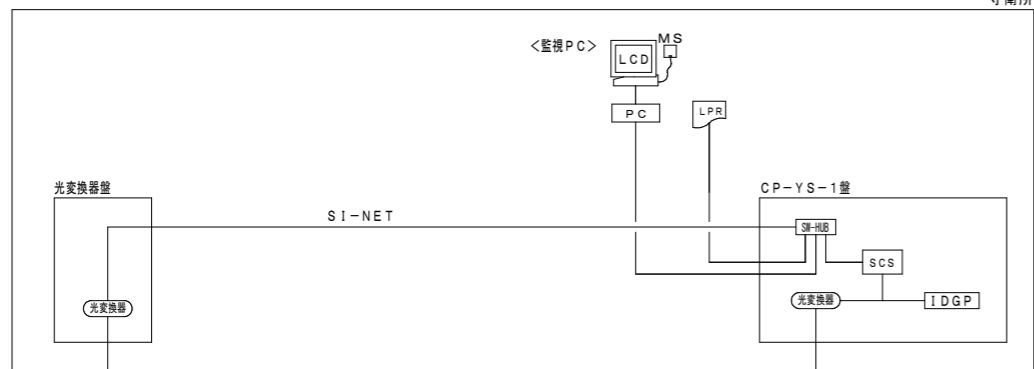 <監視PC>
MS
LCD
PC
LPR
光変換器盤
CP-YS-1盤
SI-NET
SW-HUB
SCS
光変換器
光変換器
IDGP